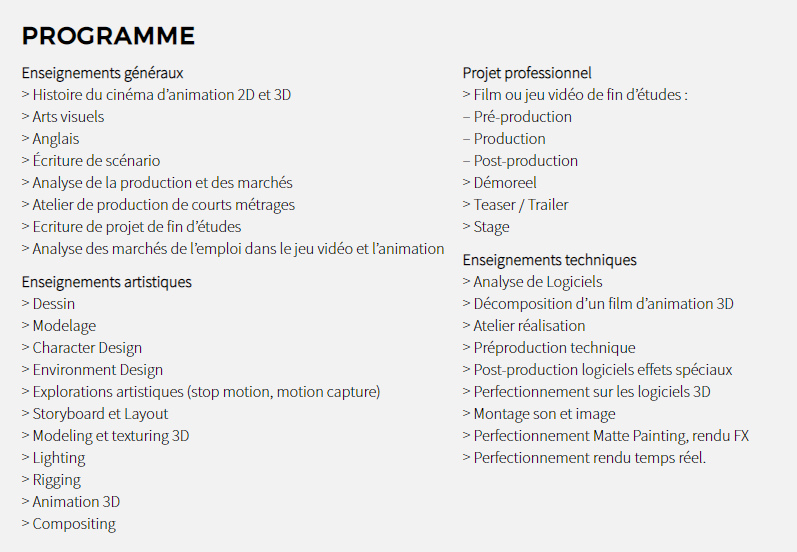 PROGRAMME
Enseignements généraux
> Histoire du cinéma d’animation 2D et 3D
> Arts visuels
> Anglais
> Écriture de scénario
> Analyse de la production et des marchés
> Atelier de production de courts métrages
> Ecriture de projet de fin d’études
> Analyse des marchés de l’emploi dans le jeu vidéo et l’animation
Enseignements artistiques
> Dessin
> Modelage
> Character Design
> Environment Design
> Explorations artistiques (stop motion, motion capture)
> Storyboard et Layout
> Modeling et texturing 3D
> Lighting
> Rigging
> Animation 3D
> Compositing
Projet professionnel
> Film ou jeu vidéo de fin d’études :
– Pré-production
– Production
– Post-production
> Démoreel
> Teaser / Trailer
> Stage
Enseignements techniques
> Analyse de Logiciels
> Décomposition d’un film d’animation 3D
> Atelier réalisation
> Préproduction technique
> Post-production logiciels effets spéciaux
> Perfectionnement sur les logiciels 3D
> Montage son et image
> Perfectionnement Matte Painting, rendu FX
> Perfectionnement rendu temps réel.